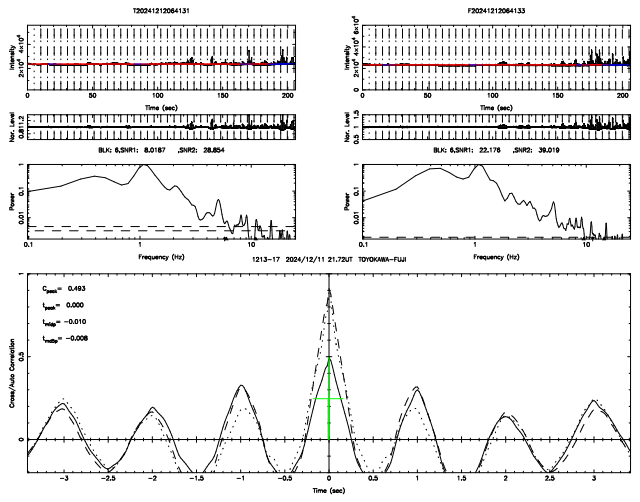 T20241212064131
F20241212064133
Intensity
2×10⁴ 4×10⁴
0 50 100 150 200
Time (sec)
Intensity
0 2×10⁴ 4×10⁴ 6×10⁴
0 50 100 150 200
Time (sec)
Nor. Level
0.8 1 1.2
Nor. Level
0.5 1 1.5
BLK: 6,SNR1: 8.0187 ,SNR2: 28.854
BLK: 6,SNR1: 22.176 ,SNR2: 39.019
Power
0.01 0.1 1
0.1 1 10
Frequency (Hz)
Power
0.01 0.1 1
0.1 1 10
Frequency (Hz)
1213-17 2024/12/11 21.72UT TOYOKAWA-FUJI
Cpeak= 0.493
tpeak= 0.000
tmidp= −0.010
Cross/Auto Correlation
0 0.5 1
−3 −2.5 −2 −1.5 −1 −0.5 0 0.5 1 1.5 2 2.5 3
Time (sec)